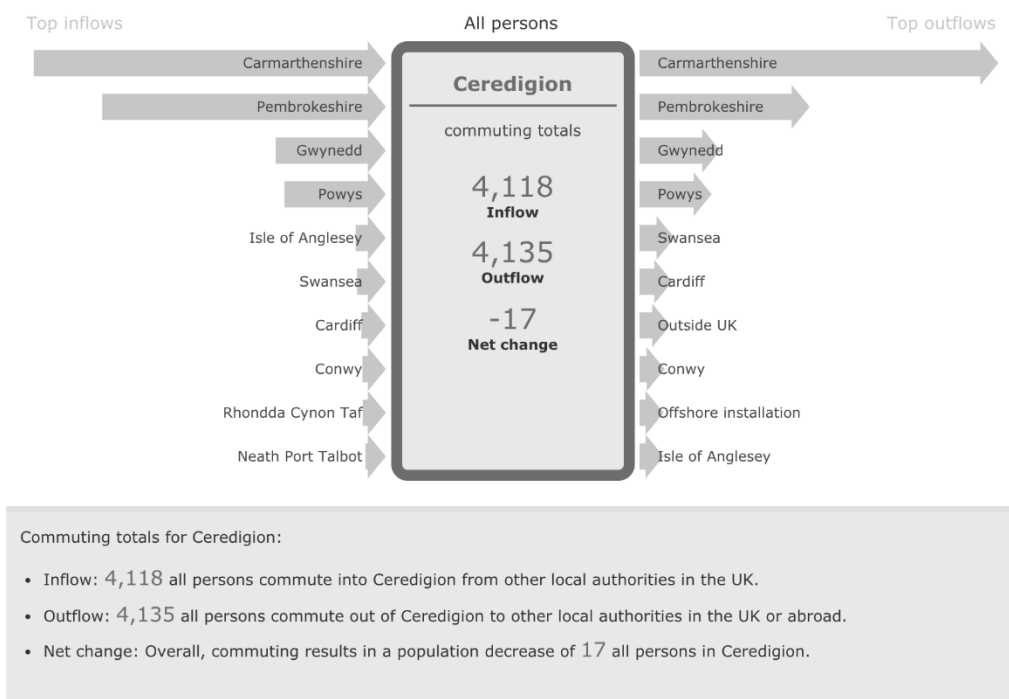 Top inflows
All persons
Top outflows
Carmarthenshire
Pembrokeshire
Gwynedd
Powys
Isle of Anglesey
Swansea
Cardiff
Conwy
Rhondda Cynon Taf
Neath Port Talbot
Ceredigion
commuting totals
4,118
Inflow
4,135
Outflow
-17
Net change
Carmarthenshire
Pembrokeshire
Gwynedd
Powys
Swansea
Cardiff
Outside UK
Conwy
Offshore installation
Isle of Anglesey
Commuting totals for Ceredigion:
• Inflow: 4,118 all persons commute into Ceredigion from other local authorities in the UK.
• Outflow: 4,135 all persons commute out of Ceredigion to other local authorities in the UK or abroad.
• Net change: Overall, commuting results in a population decrease of 17 all persons in Ceredigion.